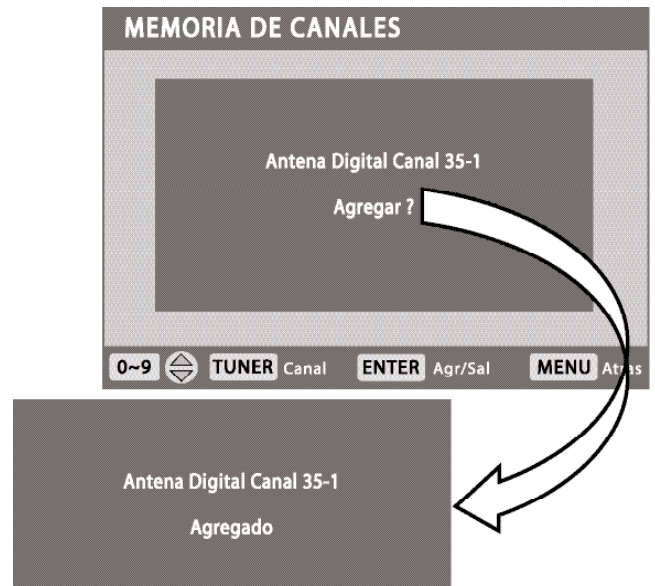 MEMORIA DE CANALES
Antena Digital Canal 35-1
Agregar ?
0~9 TUNER Canal ENTER Agr/Sal MENU Atras
Antena Digital Canal 35-1
Agregado